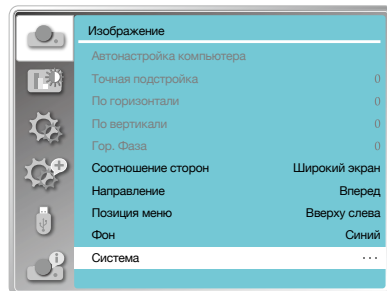 Изображение
Автонастройка компьютера
Точная подстройка 0
По горизонтали 0
По вертикали 0
Гор. Фаза 0
Соотношение сторон Широкий экран
Направление Вперед
Позиция меню Вверху слева
Фон Синий
Система ...